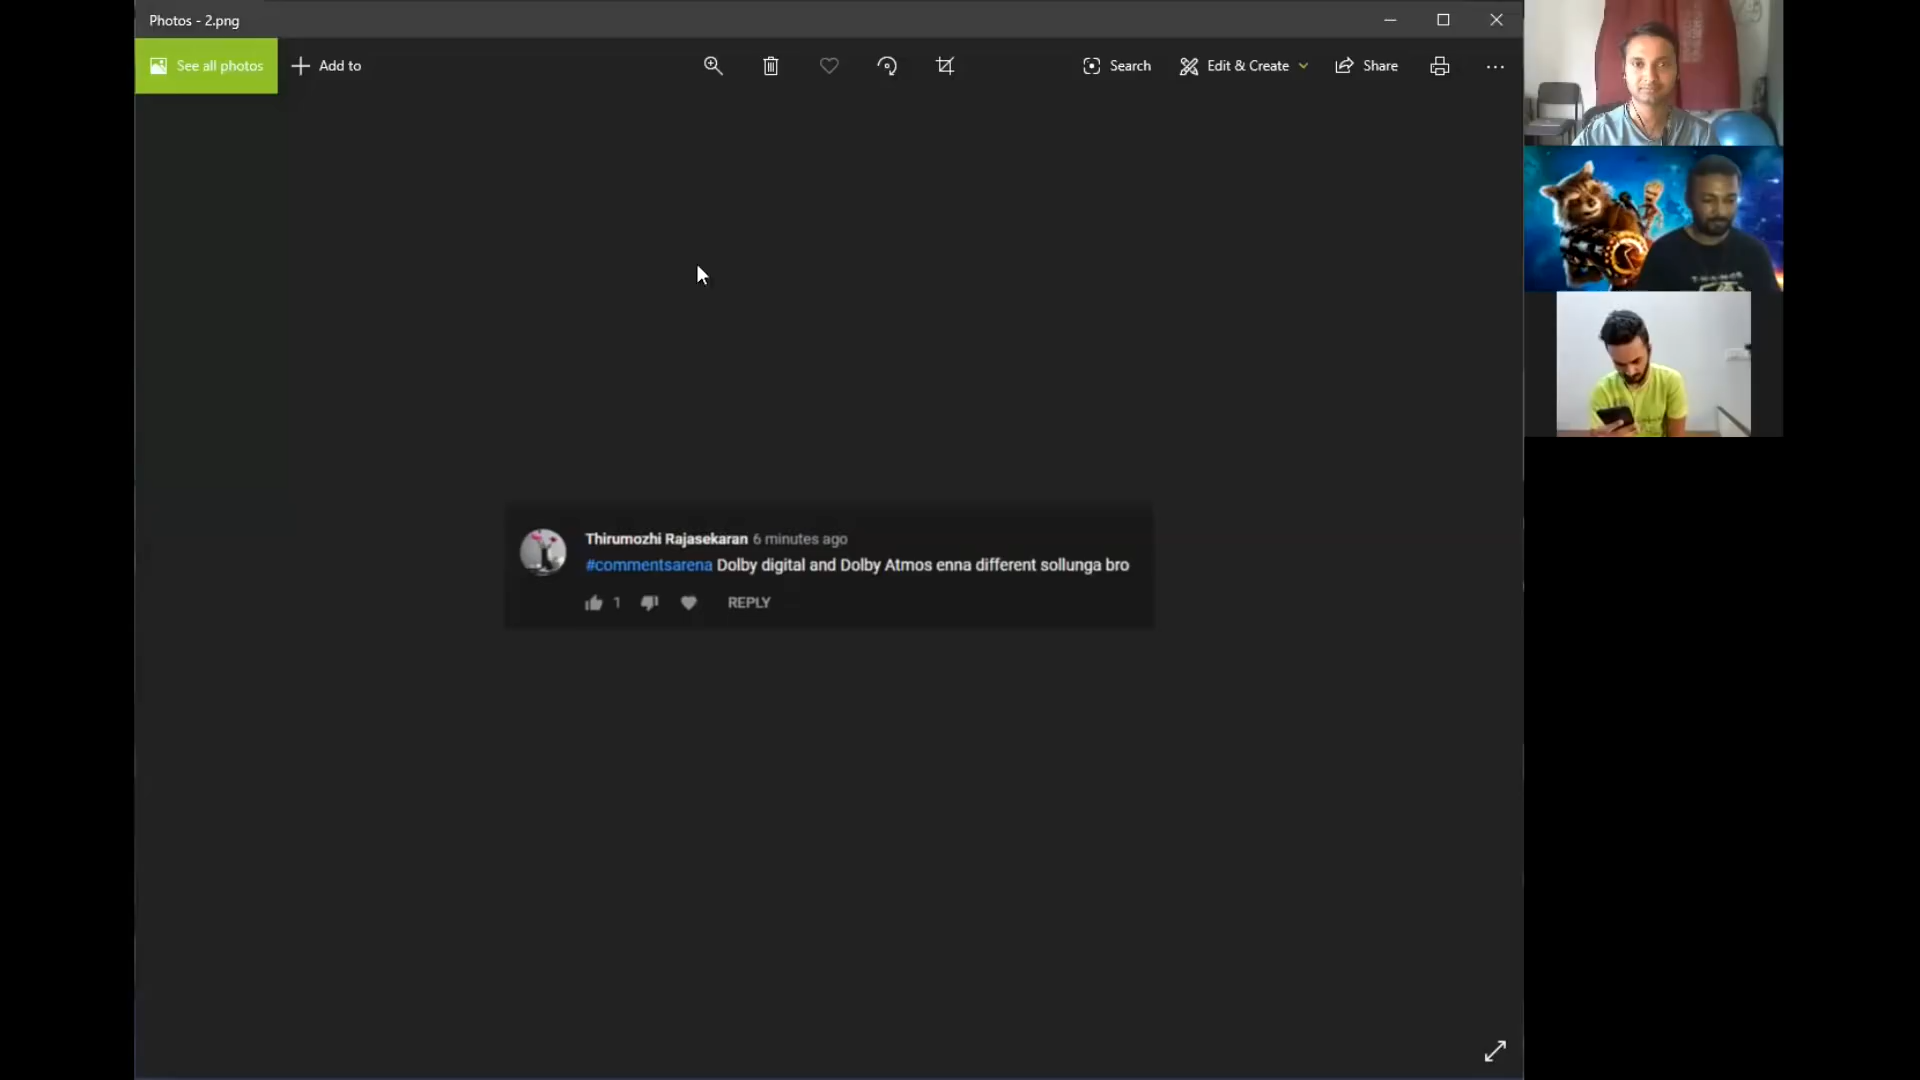 Photos - 2.png
See all photos
Add to
Search
Edit & Create
Share
Thirumozhi Rajasekaran 6 minutes ago
#commentsarena Dolby digital and Dolby Atmos enna different sollunga bro
1
REPLY